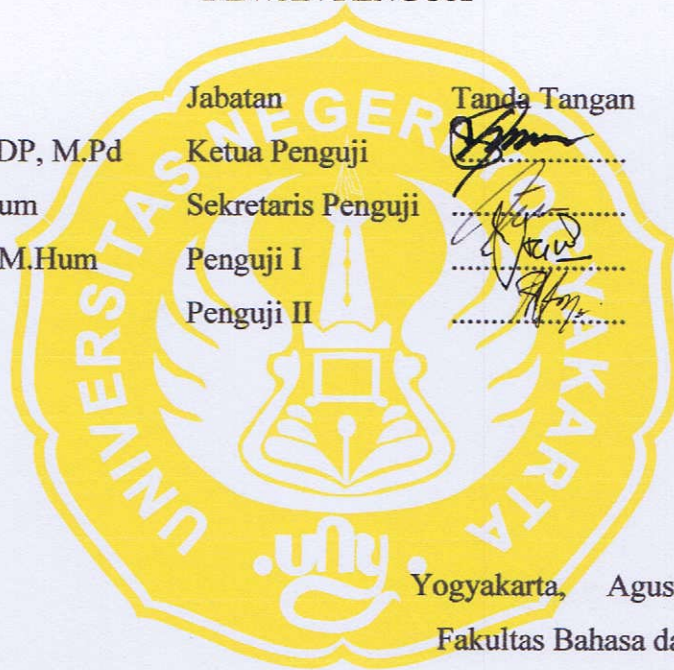 Jabatan Tanda Tangan
DP, M.Pd Ketua Penguji ....................
um Sekretaris Penguji ....................
M.Hum Penguji I ....................
Penguji II ....................
UNIVERSITAS NEGERI YOGYAKARTA
uny
Yogyakarta, Agus
Fakultas Bahasa da